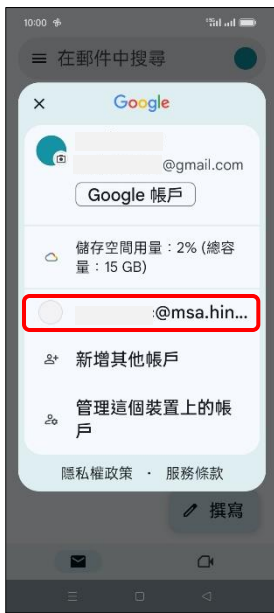 10:00
在郵件中搜尋
Google
@gmail.com
Google 帳戶
儲存空間用量：2% (總容
量：15 GB)
@msa.hin...
新增其他帳戶
管理這個裝置上的帳
戶
隱私權政策 · 服務條款
撰寫